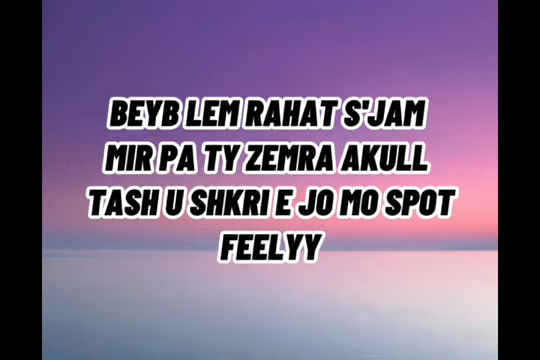 BEYB LEM RAHAT S'JAM
MIR PA TY ZEMRA AKULL
TASH U SHKRI E JO MO SPOT
FEELYY